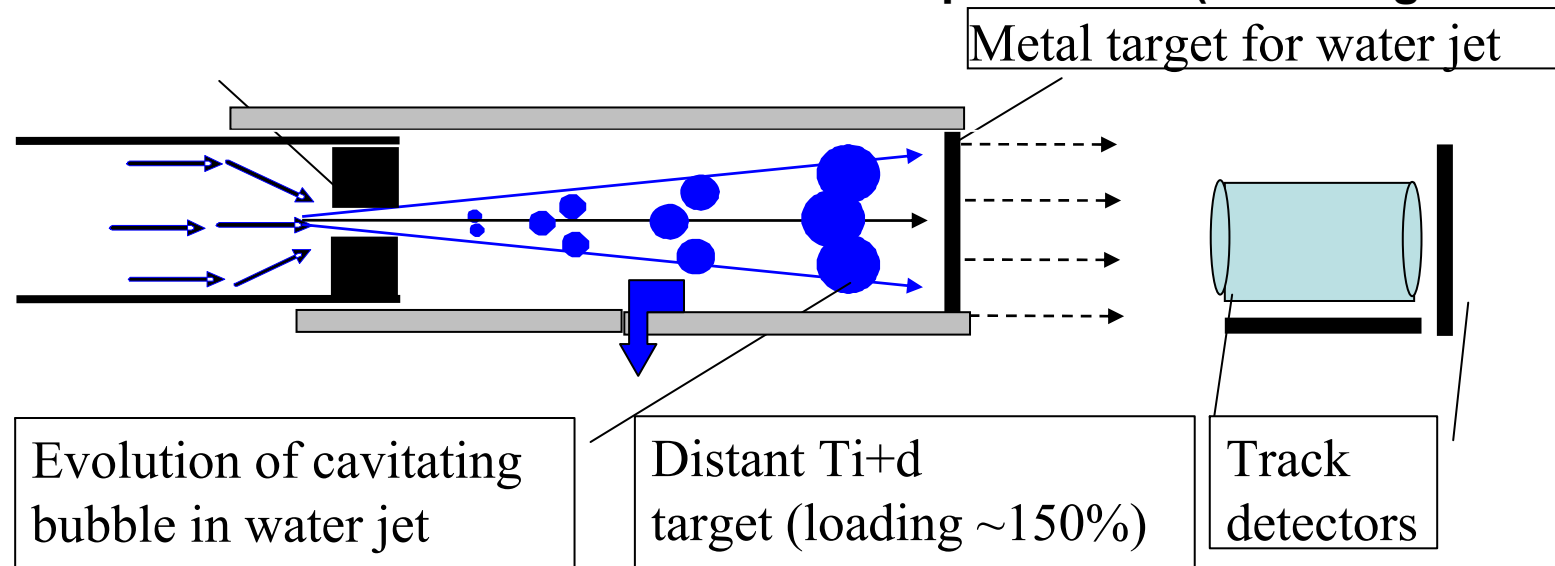 Metal target for water jet
Evolution of cavitating
bubble in water jet
Distant Ti+d
target (loading ~150%)
Track
detectors